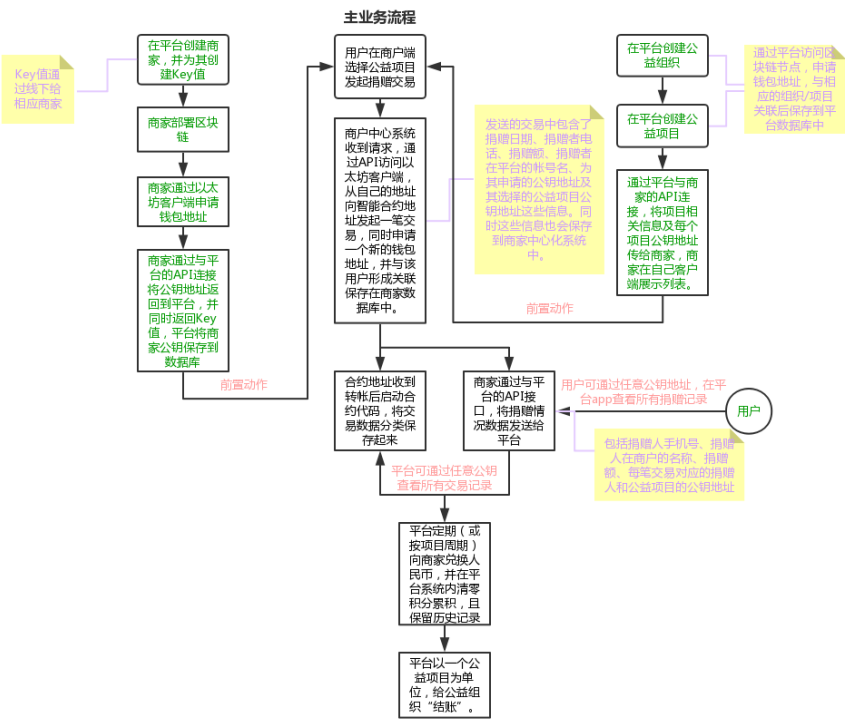 主业务流程
在平台创建商
家，并为其创
建Key值
Key值通
过线下给
相应商家
商家部署区块
链
商家通过以太
坊客户端申请
钱包地址
商家通过与平
台的API连接
将公钥地址返
回到平台，并
同时返回Key
值，平台将商
家公钥保存到
数据库
前置动作
用户在商户端
选择公益项目
发起捐赠交易
商户中心系统
收到请求，通
过API访问以
太坊客户端，
从自己的地址
向智能合约地
址发起一笔交
易，同时申请
一个新的钱包
地址，并与该
用户形成关联
保存在商家数
据库中。
发送的交易中包含了
捐赠日期、捐赠者电
话、捐赠额、捐赠者
在平台的帐号名、为
其申请的公钥地址及
其选择的公益项目公
钥地址这些信息。同
时这些信息也会保存
到商家中心化系统
中。
在平台创建公
益组织
在平台创建公
益项目
通过平台访问区
块链节点，申请
钱包地址，与相
应的组织/项目
关联后保存到平
台数据库中
通过平台与商
家的API连
接，将项目相
关信息及每个
项目公钥地址
传给商家，商
家在自己客户
端展示列表。
前置动作
合约地址收到
转帐后启动合
约代码，将交
易数据分类保
存起来
商家通过与平
台的API接
口，将捐赠情
况数据发送给
平台
用户可通过任意公钥地址，在平
台app查看所有捐赠记录
用户
包括捐赠人手机号、捐赠
人在商户的名称、捐赠
额、每笔交易对应的捐赠
人和公益项目的公钥地址
平台可通过任意公钥
查看所有交易记录
平台定期（或
按项目周期）
向商家兑换人
民币，并在平
台系统内清零
积分累积，且
保留历史记录
平台以一个公
益项目为单
位，给公益组
织“结账”。